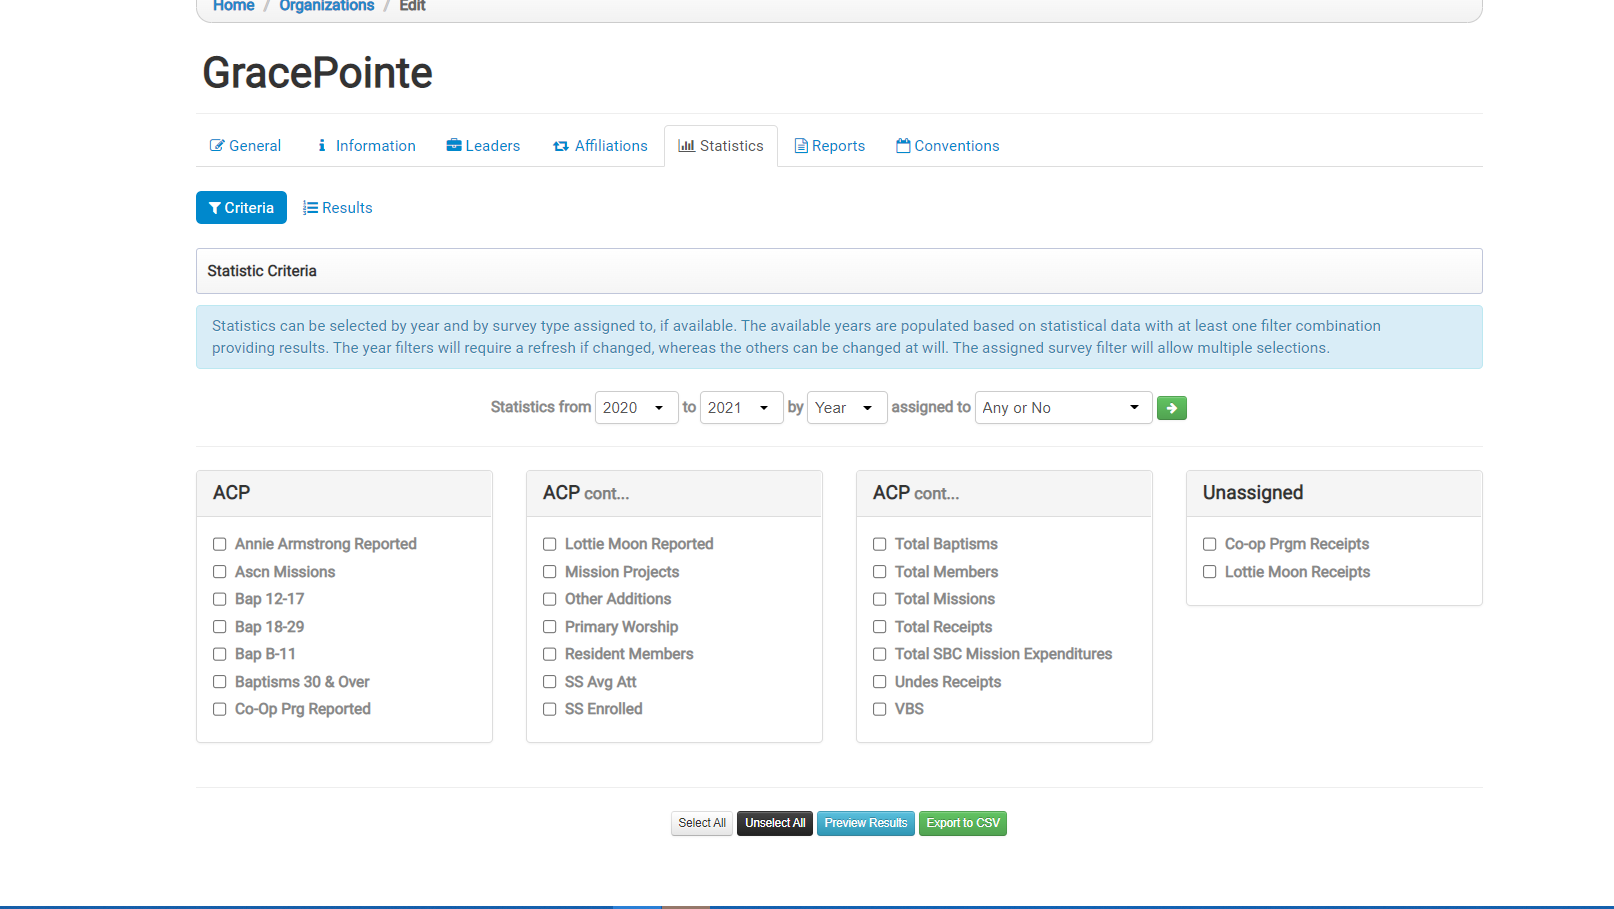 Home / Organizations / Edit
GracePointe
General Information Leaders Affiliations Statistics Reports Conventions
Criteria Results
Statistic Criteria
Statistics can be selected by year and by survey type assigned to, if available. The available years are populated based on statistical data with at least one filter combination
providing results. The year filters will require a refresh if changed, whereas the others can be changed at will. The assigned survey filter will allow multiple selections.
Statistics from 2020 to 2021 by Year assigned to Any or No
ACP
Annie Armstrong Reported
Ascn Missions
Bap 12-17
Bap 18-29
Bap B-11
Baptisms 30 & Over
Co-Op Prg Reported
ACP cont...
Lottie Moon Reported
Mission Projects
Other Additions
Primary Worship
Resident Members
SS Avg Att
SS Enrolled
ACP cont...
Total Baptisms
Total Members
Total Missions
Total Receipts
Total SBC Mission Expenditures
Undes Receipts
VBS
Unassigned
Co-op Prgm Receipts
Lottie Moon Receipts
Select All Unselect All Preview Results Export to CSV